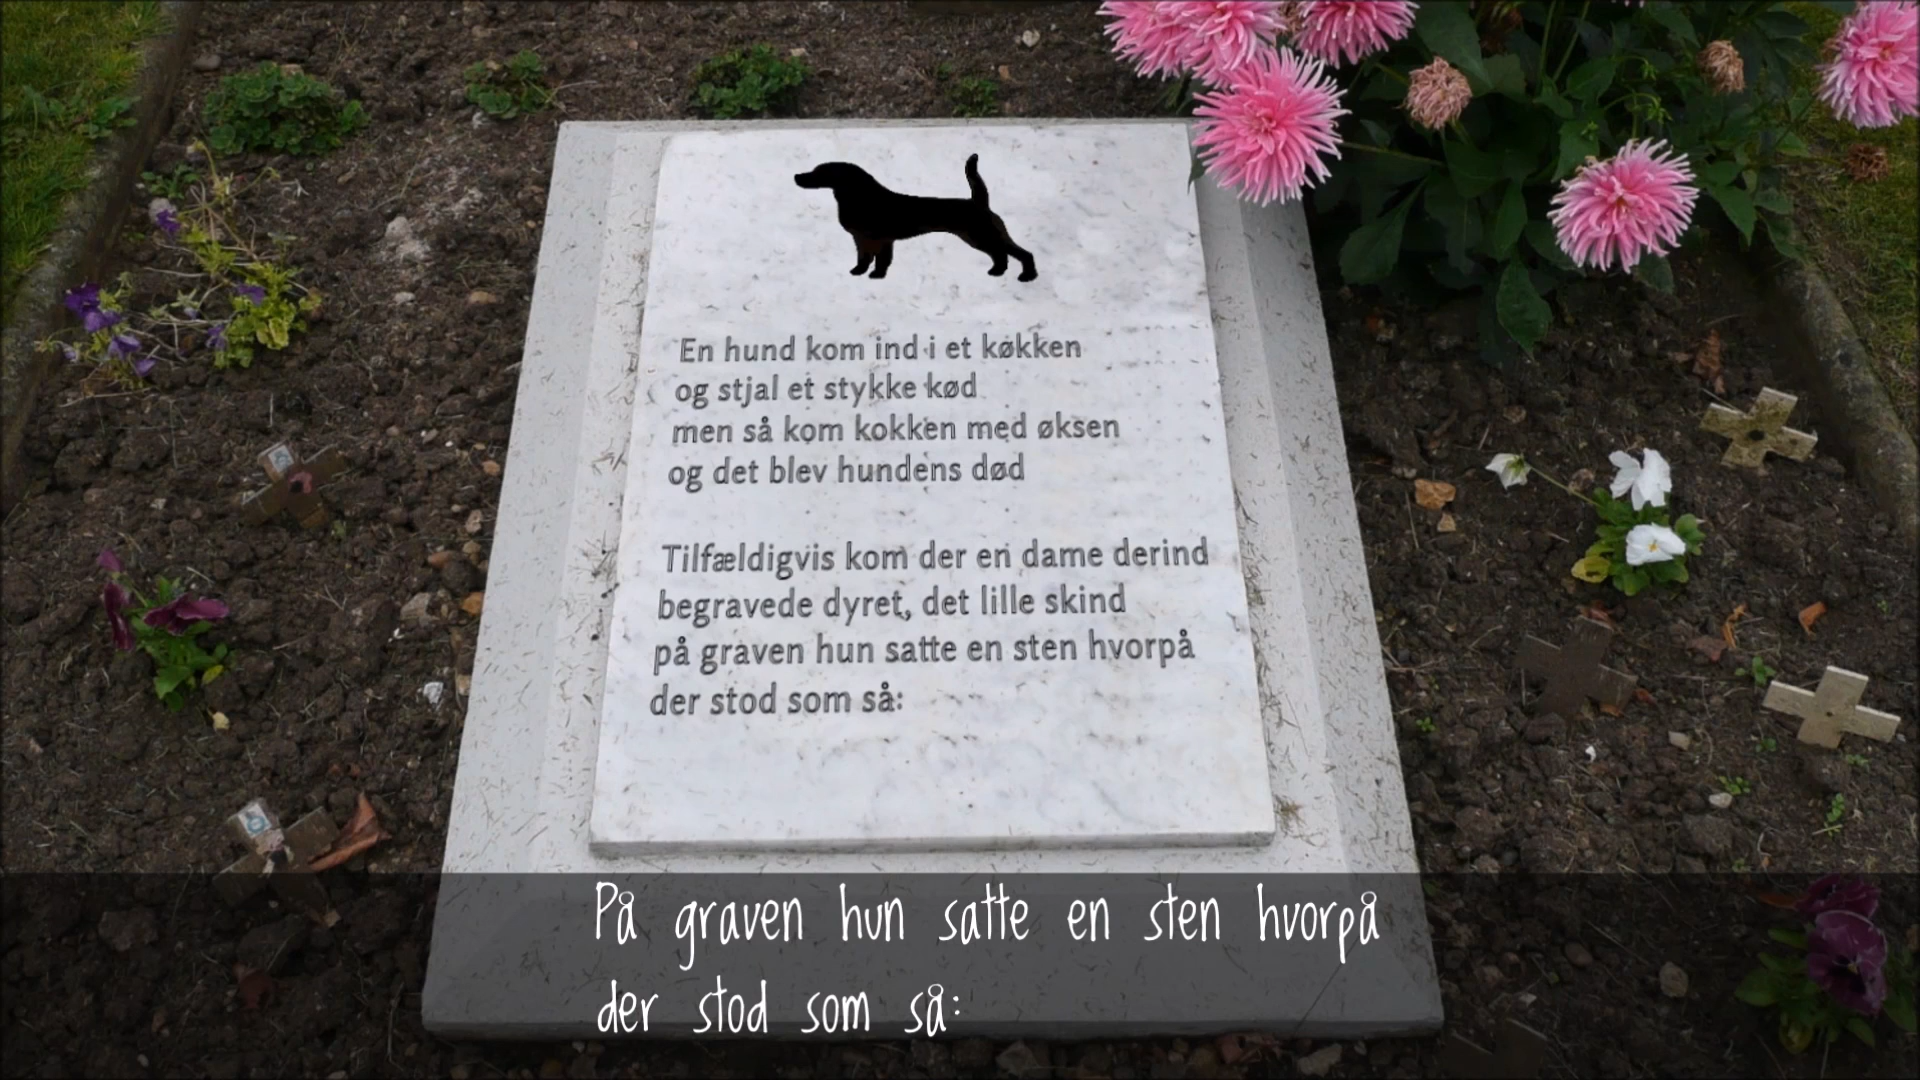 En hund kom ind i et køkken
og stjal et stykke kød
men så kom kokken med øksen
og det blev hundens død
Tilfældigvis kom der en dame derind
begravede dyret, det lille skind
på graven hun satte en sten hvorpå
der stod som så:
På graven hun satte en sten hvorpå
der stod som så: